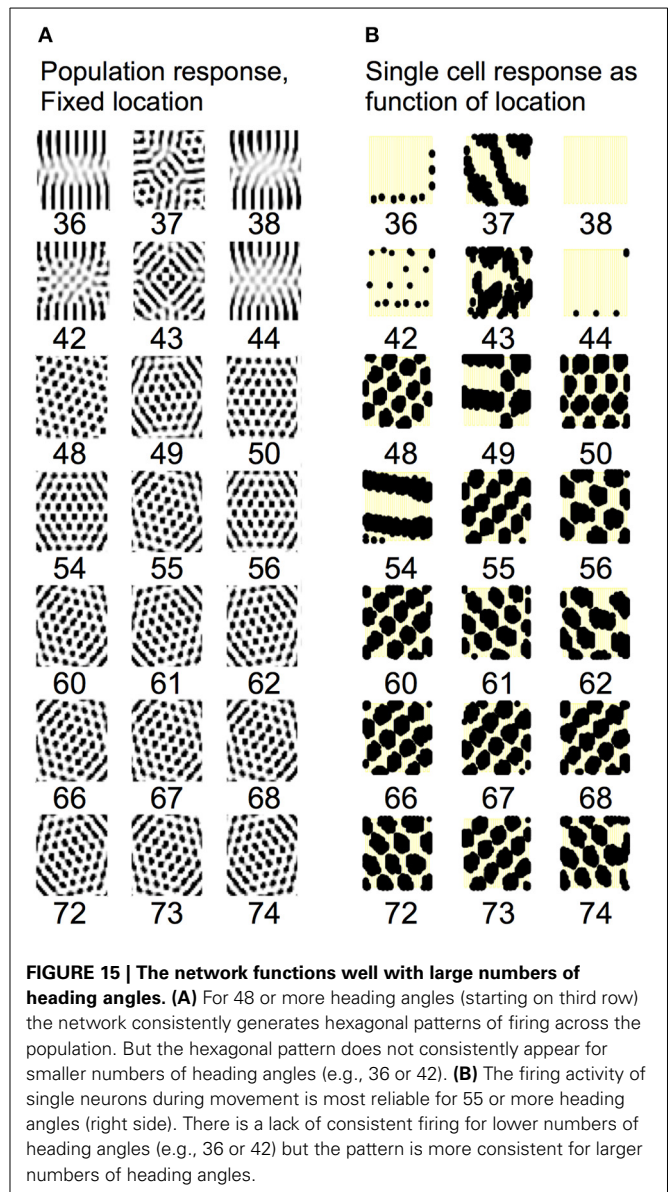 A
Population response,
Fixed location
36 37 38
42 43 44
48 49 50
54 55 56
60 61 62
66 67 68
72 73 74
B
Single cell response as
function of location
36 37 38
42 43 44
48 49 50
54 55 56
60 61 62
66 67 68
72 73 74
FIGURE 15 | The network functions well with large numbers of
heading angles. (A) For 48 or more heading angles (starting on third row)
the network consistently generates hexagonal patterns of firing across the
population. But the hexagonal pattern does not consistently appear for
smaller numbers of heading angles (e.g., 36 or 42). (B) The firing activity of
single neurons during movement is most reliable for 55 or more heading
angles (right side). There is a lack of consistent firing for lower numbers of
heading angles (e.g., 36 or 42) but the pattern is more consistent for larger
numbers of heading angles.